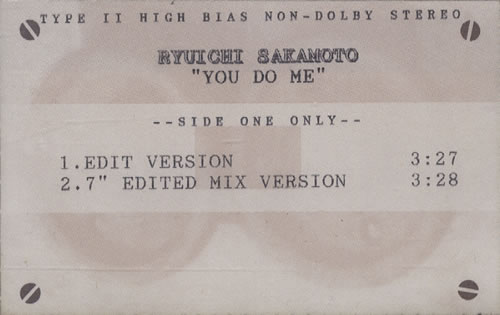 TYPE II HIGH BIAS NON-DOLBY STEREO
RYUICHI SAKAMOTO
"YOU DO ME"
--SIDE ONE ONLY--
1.EDIT VERSION 3:27
2.7" EDITED MIX VERSION 3:28